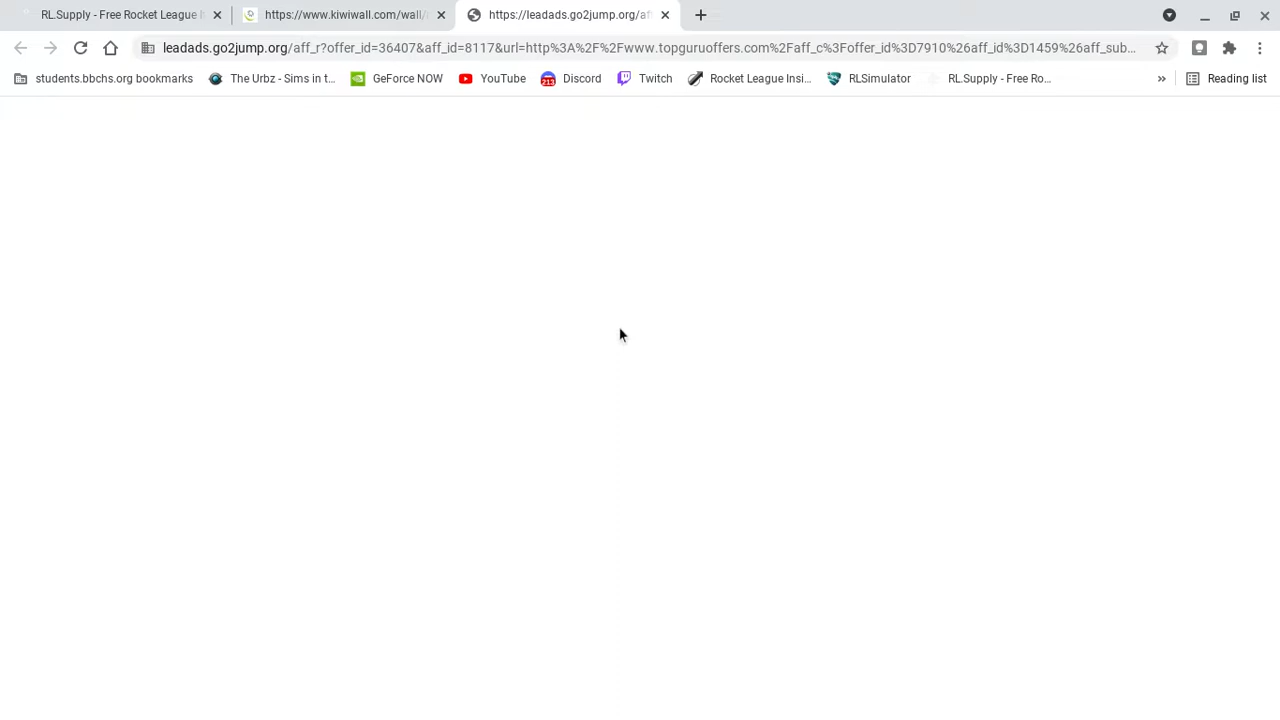 RL.Supply - Free Rocket League I
https://www.kiwiwall.com/wall/
https://leadads.go2jump.org/af
leadads.go2jump.org/aff_r?offer_id=36407&aff_id=8117&url=http%3A%2F%2Fwww.topguruoffers.com%2Faff_c%3Foffer_id%3D7910%26aff_id%3D1459%26aff_sub...
students.bbchs.org bookmarks
The Urbz - Sims in t...
GeForce NOW
YouTube
213
Discord
Twitch
Rocket League Insi...
RLSimulator
RL.Supply - Free Ro...
»
Reading list